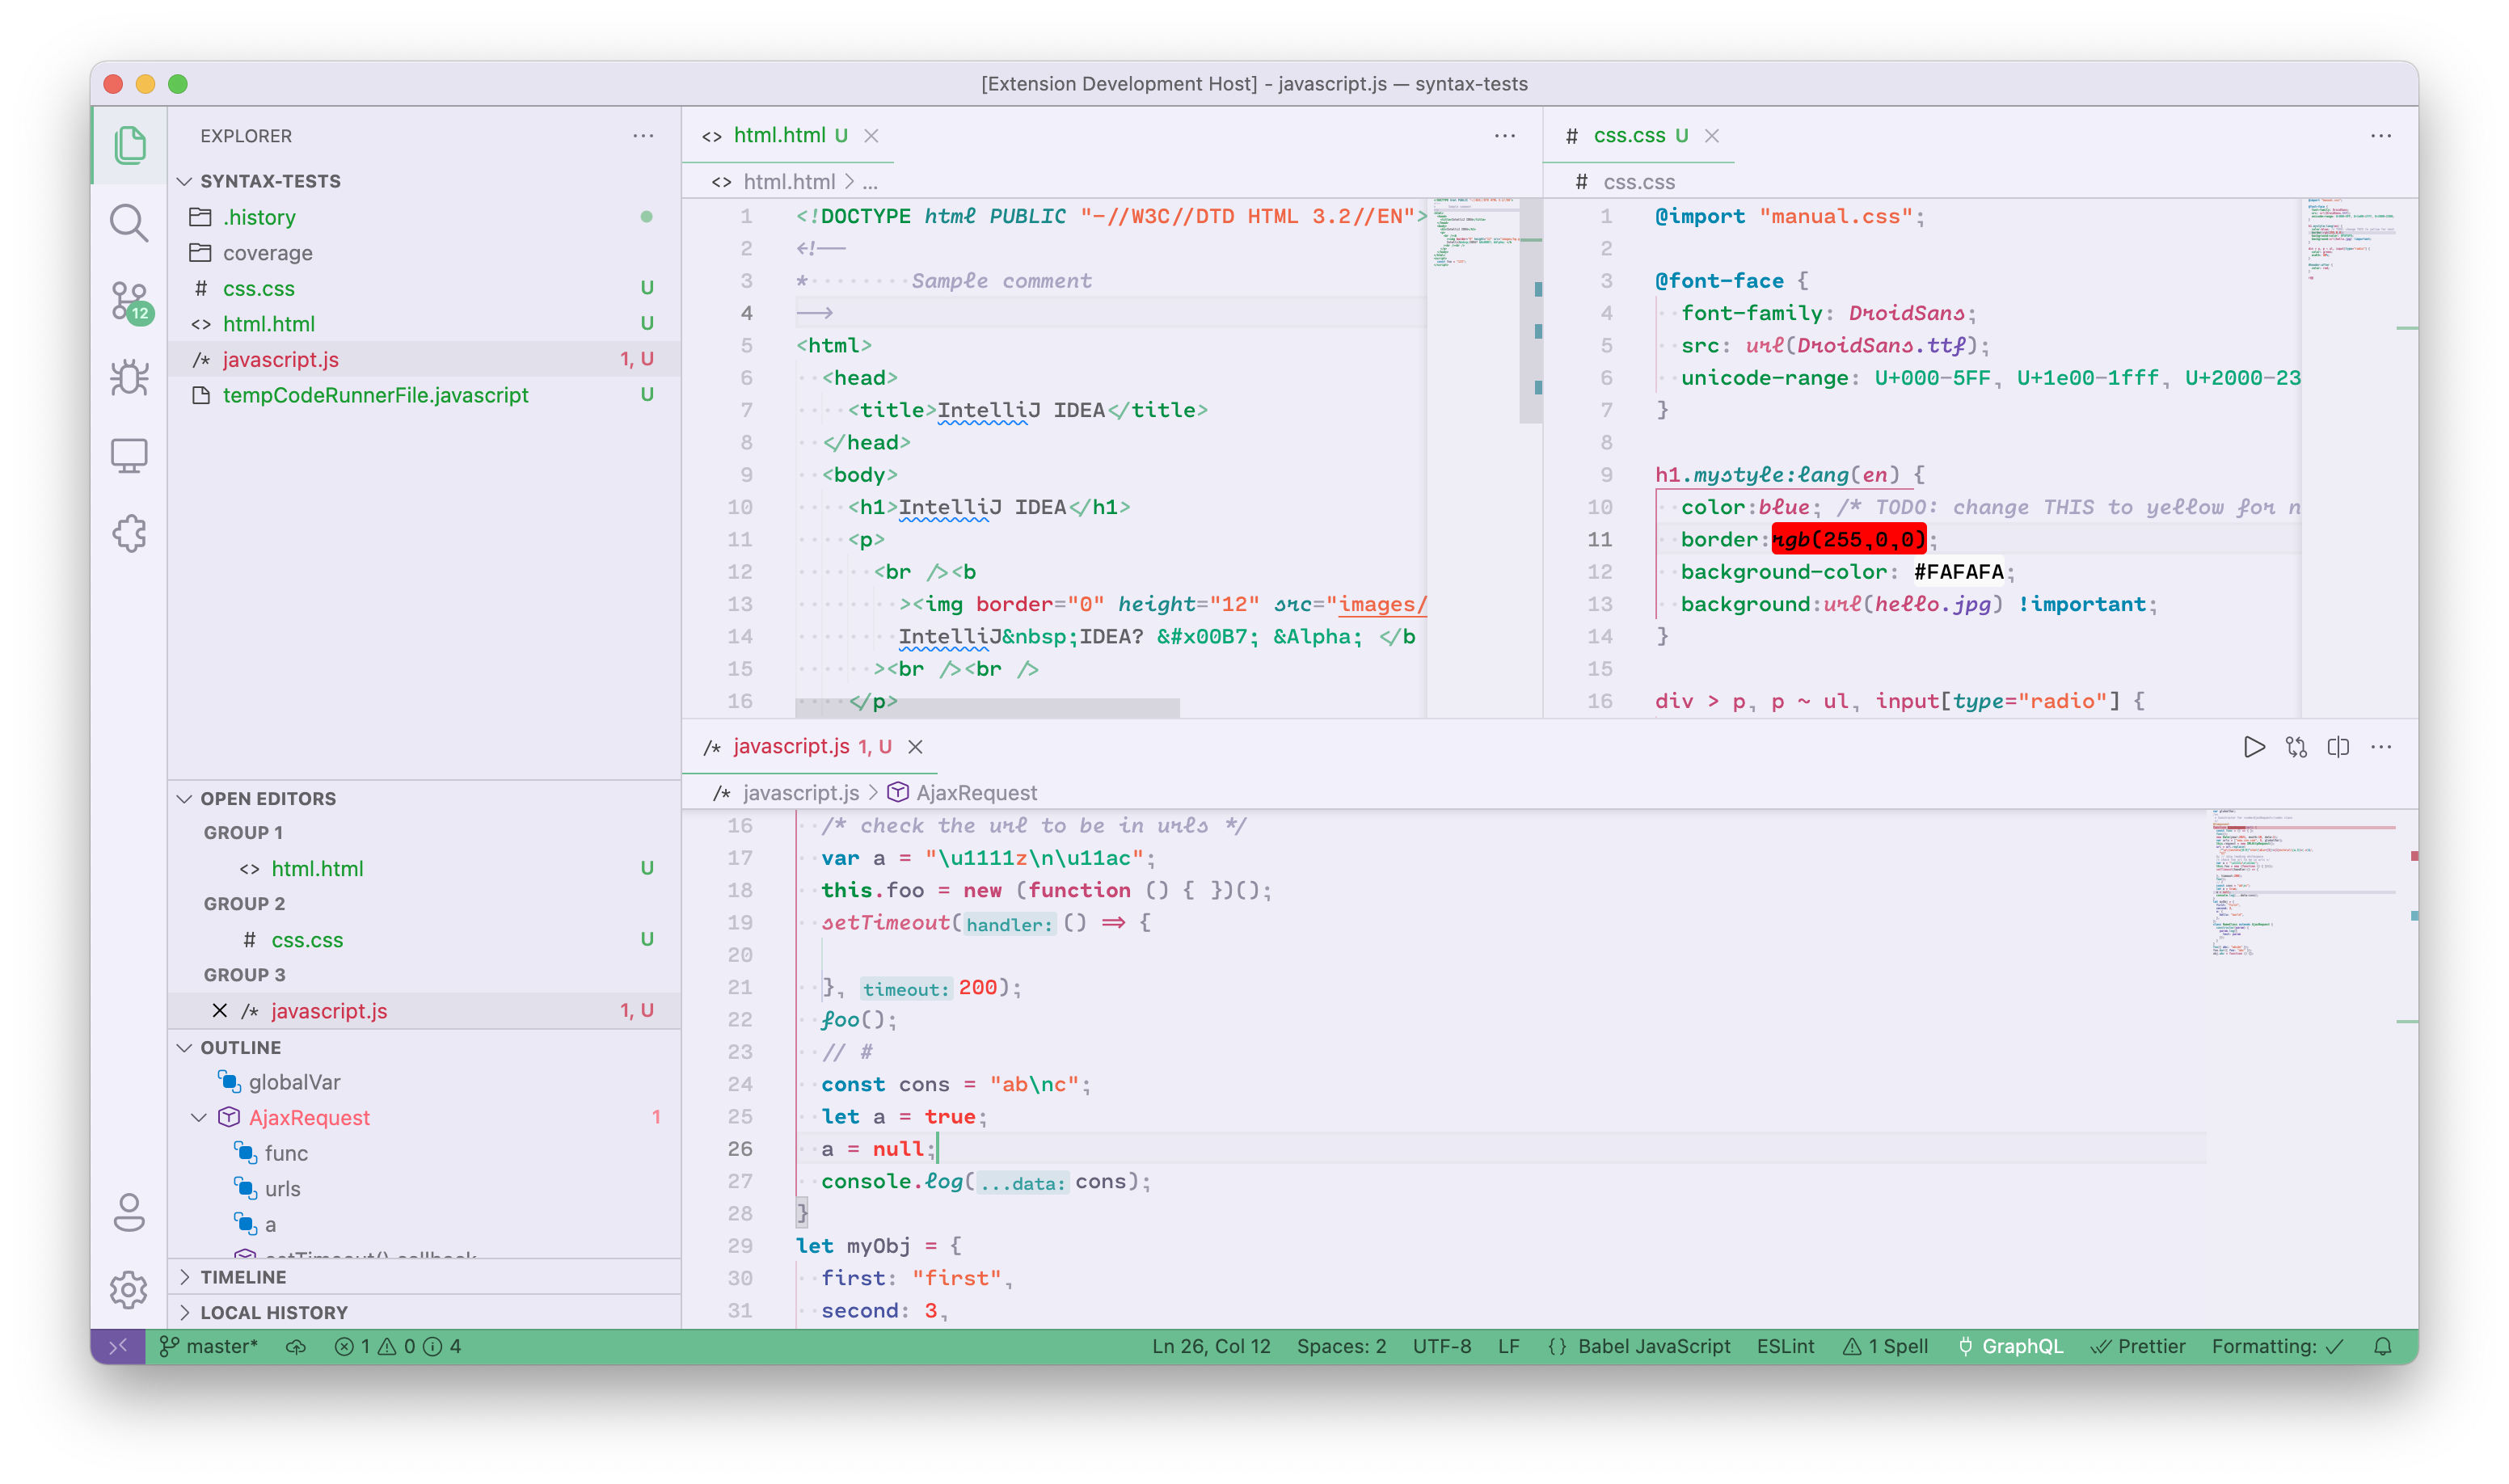 [Extension Development Host] - javascript.js — syntax-tests
EXPLORER
SYNTAX-TESTS
.history
coverage
# css.css U
<> html.html U
/* javascript.js 1, U
tempCodeRunnerFile.javascript U
12
OPEN EDITORS
GROUP 1
<> html.html U
GROUP 2
# css.css U
GROUP 3
/* javascript.js 1, U
OUTLINE
globalVar
AjaxRequest 1
func
urls
a
setTimeout() callback
TIMELINE
LOCAL HISTORY
<> html.html U
<> html.html > ...
1 <!DOCTYPE html PUBLIC "-//W3C//DTD HTML 3.2//EN">
2 <!--
3 * Sample comment
4 -->
5 <html>
6 <head>
7 <title>IntelliJ IDEA</title>
8 </head>
9 <body>
10 <h1>IntelliJ IDEA</h1>
11 <p>
12 <br /><b
13 ><img border="0" height="12" src="images/
14 IntelliJ&nbsp;IDEA? &#x00B7; &Alpha; </b
15 ><br /><br />
16 </p>
# css.css U
# css.css
1 @import "manual.css";
2
3 @font-face {
4 font-family: DroidSans;
5 src: url(DroidSans.ttf);
6 unicode-range: U+000-5FF, U+1e00-1fff, U+2000-23
7 }
8
9 h1.mystyle:lang(en) {
10 color:blue; /* TODO: change THIS to yellow for n
11 border:rgb(255,0,0);
12 background-color: #FAFAFA;
13 background:url(hello.jpg) !important;
14 }
15
16 div > p, p ~ ul, input[type="radio"] {
/* javascript.js 1, U
/* javascript.js > AjaxRequest
16 /* check the url to be in urls */
17 var a = "\u1111z\n\u11ac";
18 this.foo = new (function () { })();
19 setTimeout(handler: () => {
20
21 }, timeout: 200);
22 foo();
23 // #
24 const cons = "ab\nc";
25 let a = true;
26 a = null;
27 console.log(...data: cons);
28 }
29 let myObj = {
30 first: "first",
31 second: 3,
master* 1 0 4 Ln 26, Col 12 Spaces: 2 UTF-8 LF {} Babel JavaScript ESLint 1 Spell GraphQL Prettier Formatting: ✓